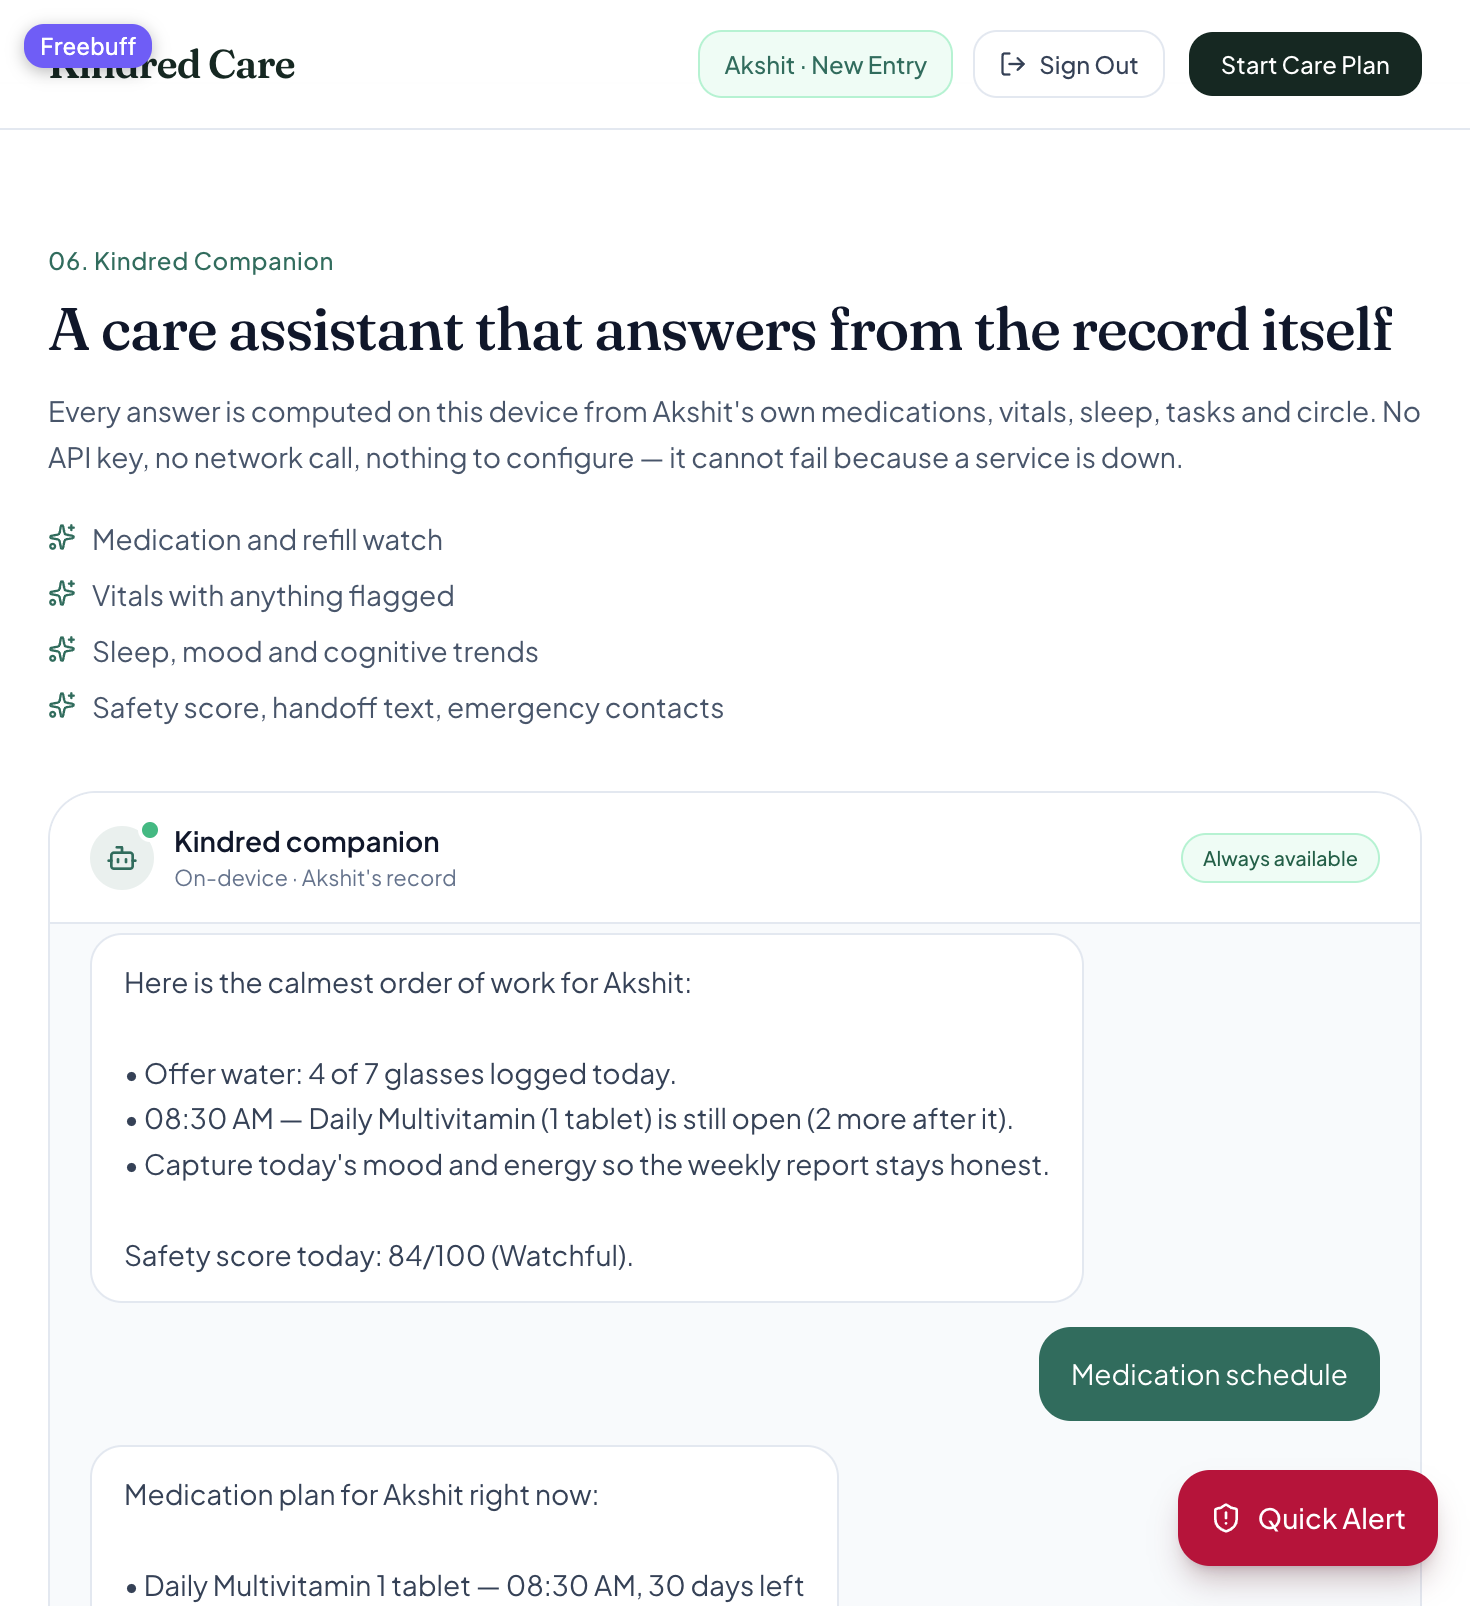 Freebuff
Kindred Care
Akshit · New Entry
Sign Out
Start Care Plan
06. Kindred Companion
A care assistant that answers from the record itself
Every answer is computed on this device from Akshit's own medications, vitals, sleep, tasks and circle. No
API key, no network call, nothing to configure — it cannot fail because a service is down.
Medication and refill watch
Vitals with anything flagged
Sleep, mood and cognitive trends
Safety score, handoff text, emergency contacts
Kindred companion
On-device · Akshit's record
Always available
Here is the calmest order of work for Akshit:
• Offer water: 4 of 7 glasses logged today.
• 08:30 AM — Daily Multivitamin (1 tablet) is still open (2 more after it).
• Capture today's mood and energy so the weekly report stays honest.
Safety score today: 84/100 (Watchful).
Medication schedule
Medication plan for Akshit right now:
Quick Alert
• Daily Multivitamin 1 tablet — 08:30 AM, 30 days left